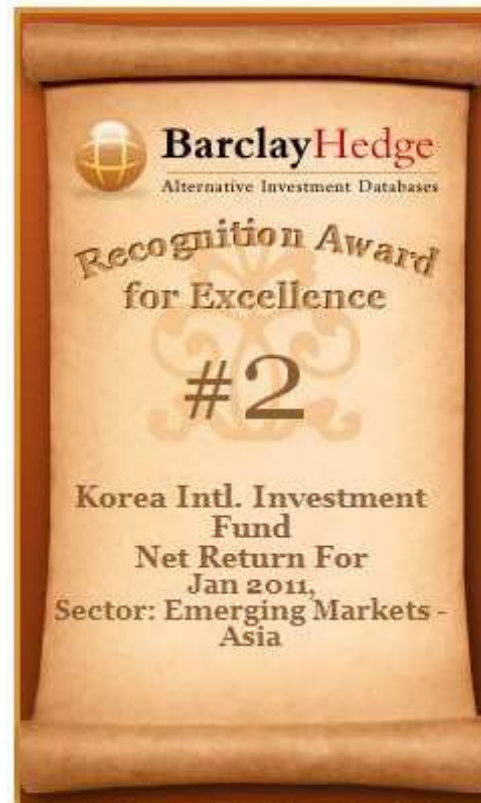 BarclayHedge
Alternative Investment Databases
Recognition Award
for Excellence
#2
Korea Intl. Investment
Fund
Net Return For
Jan 2011,
Sector: Emerging Markets -
Asia